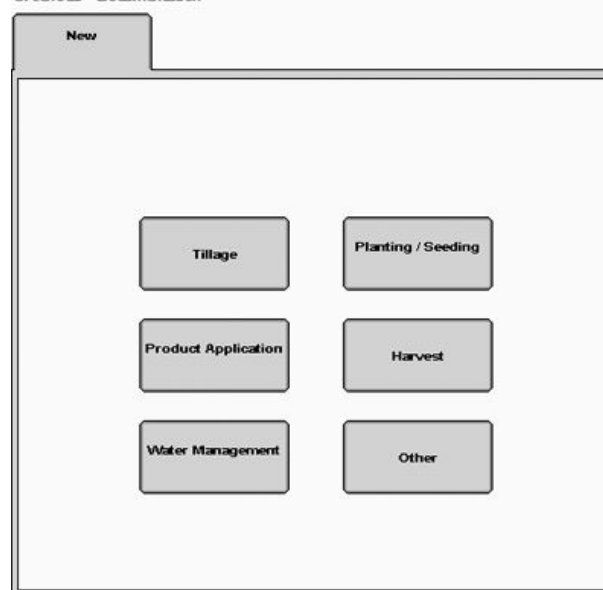 New
Tillage
Planting / Seeding
Product Application
Harvest
Water Management
Other